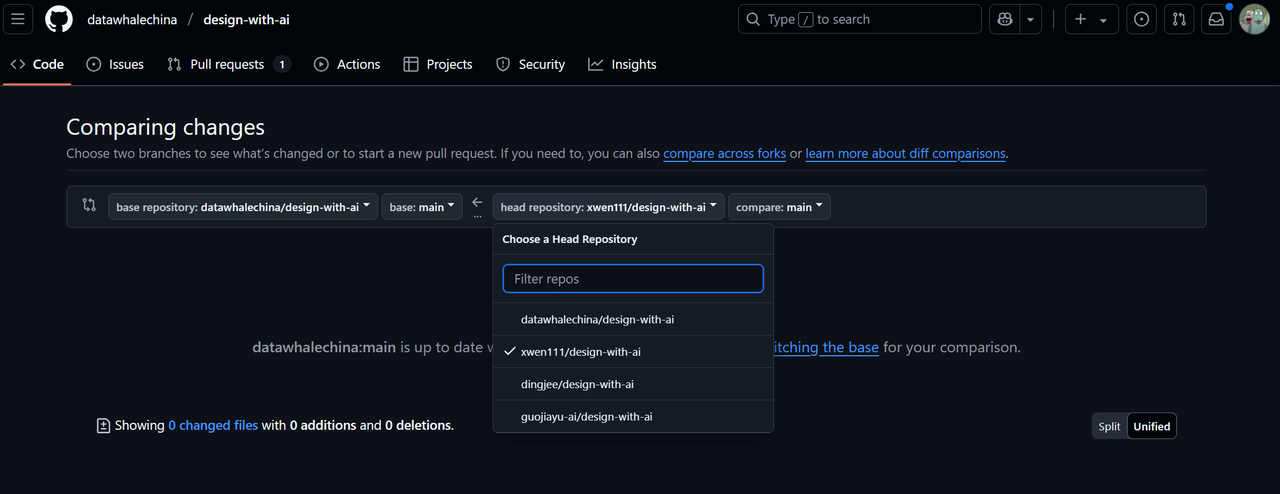 datawhalechina / design-with-ai
Type / to search
Code Issues Pull requests 1 Actions Projects Security Insights
Comparing changes
Choose two branches to see what's changed or to start a new pull request. If you need to, you can also compare across forks or learn more about diff comparisons.
base repository: datawhalechina/design-with-ai base: main ... head repository: xwen111/design-with-ai compare: main
Choose a Head Repository
Filter repos
datawhalechina/design-with-ai
datawhalechina:main is up to date
xwen111/design-with-ai
the base for your comparison.
dingjee/design-with-ai
guojiayu-ai/design-with-ai
Showing 0 changed files with 0 additions and 0 deletions.
Split Unified